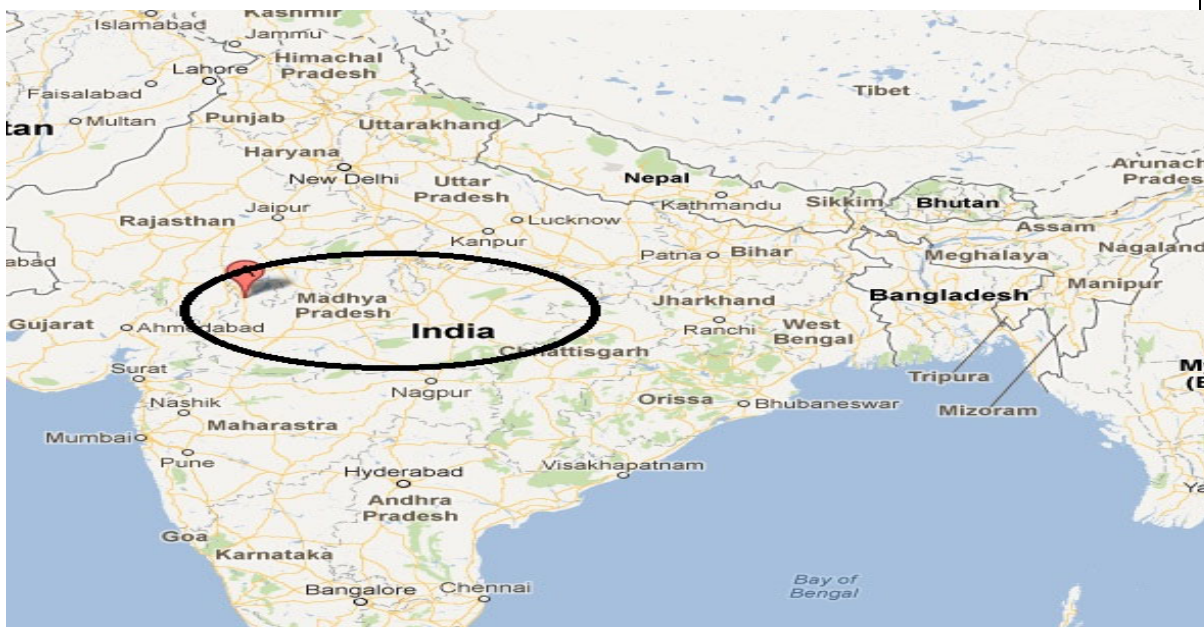 Kashmir
Islamabad
Jammu
Himachal
Pradesh
Lahore
Faisalabad
Tibet
Multan
Punjab
tan
Uttarakhand
Haryana
New Delhi
Nepal
Arunach
Prades
Uttar
Pradesh
Kathmandu
Sikkim
Bhutan
Jaipur
Rajasthan
Lucknow
Assam
Kanpur
Patna
Bihar
Meghalaya
Nagaland
abad
Manipur
Madhya
Pradesh
Bangladesh
Jharkhand
Gujarat
Ahmedabad
India
Ranchi
West
Bengal
Chhattisgarh
Surat
Tripura
M
(E
Nagpur
Nashik
Orissa
Bhubaneswar
Mizoram
Maharashtra
Mumbai
Pune
Visakhapatnam
Hyderabad
Ya
Andhra
Pradesh
Goa
Karnataka
Bay of
Bengal
Bangalore
Chennai